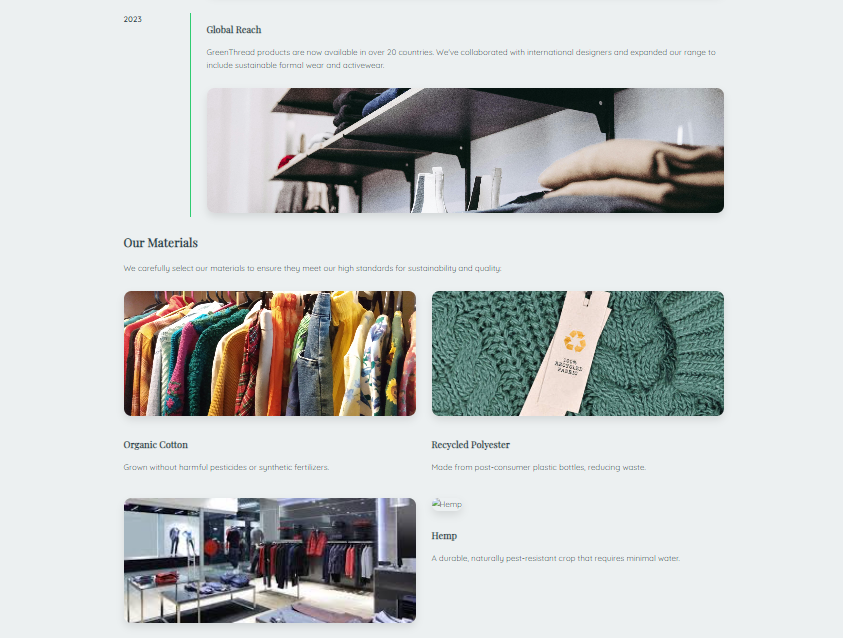 2023
Global Reach
GreenThread products are now available in over 20 countries. We've collaborated with international designers and expanded our range to
include sustainable formal wear and activewear.
Our Materials
We carefully select our materials to ensure they meet our high standards for sustainability and quality:
100%
RECYCLED
FABRIC
Organic Cotton
Grown without harmful pesticides or synthetic fertilizers.
Recycled Polyester
Made from post-consumer plastic bottles, reducing waste.
Hemp
Hemp
A durable, naturally pest-resistant crop that requires minimal water.